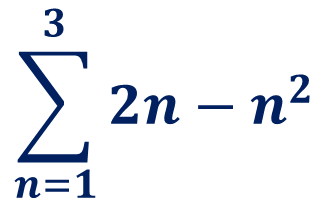 3
∑ 2n − n²
n=1